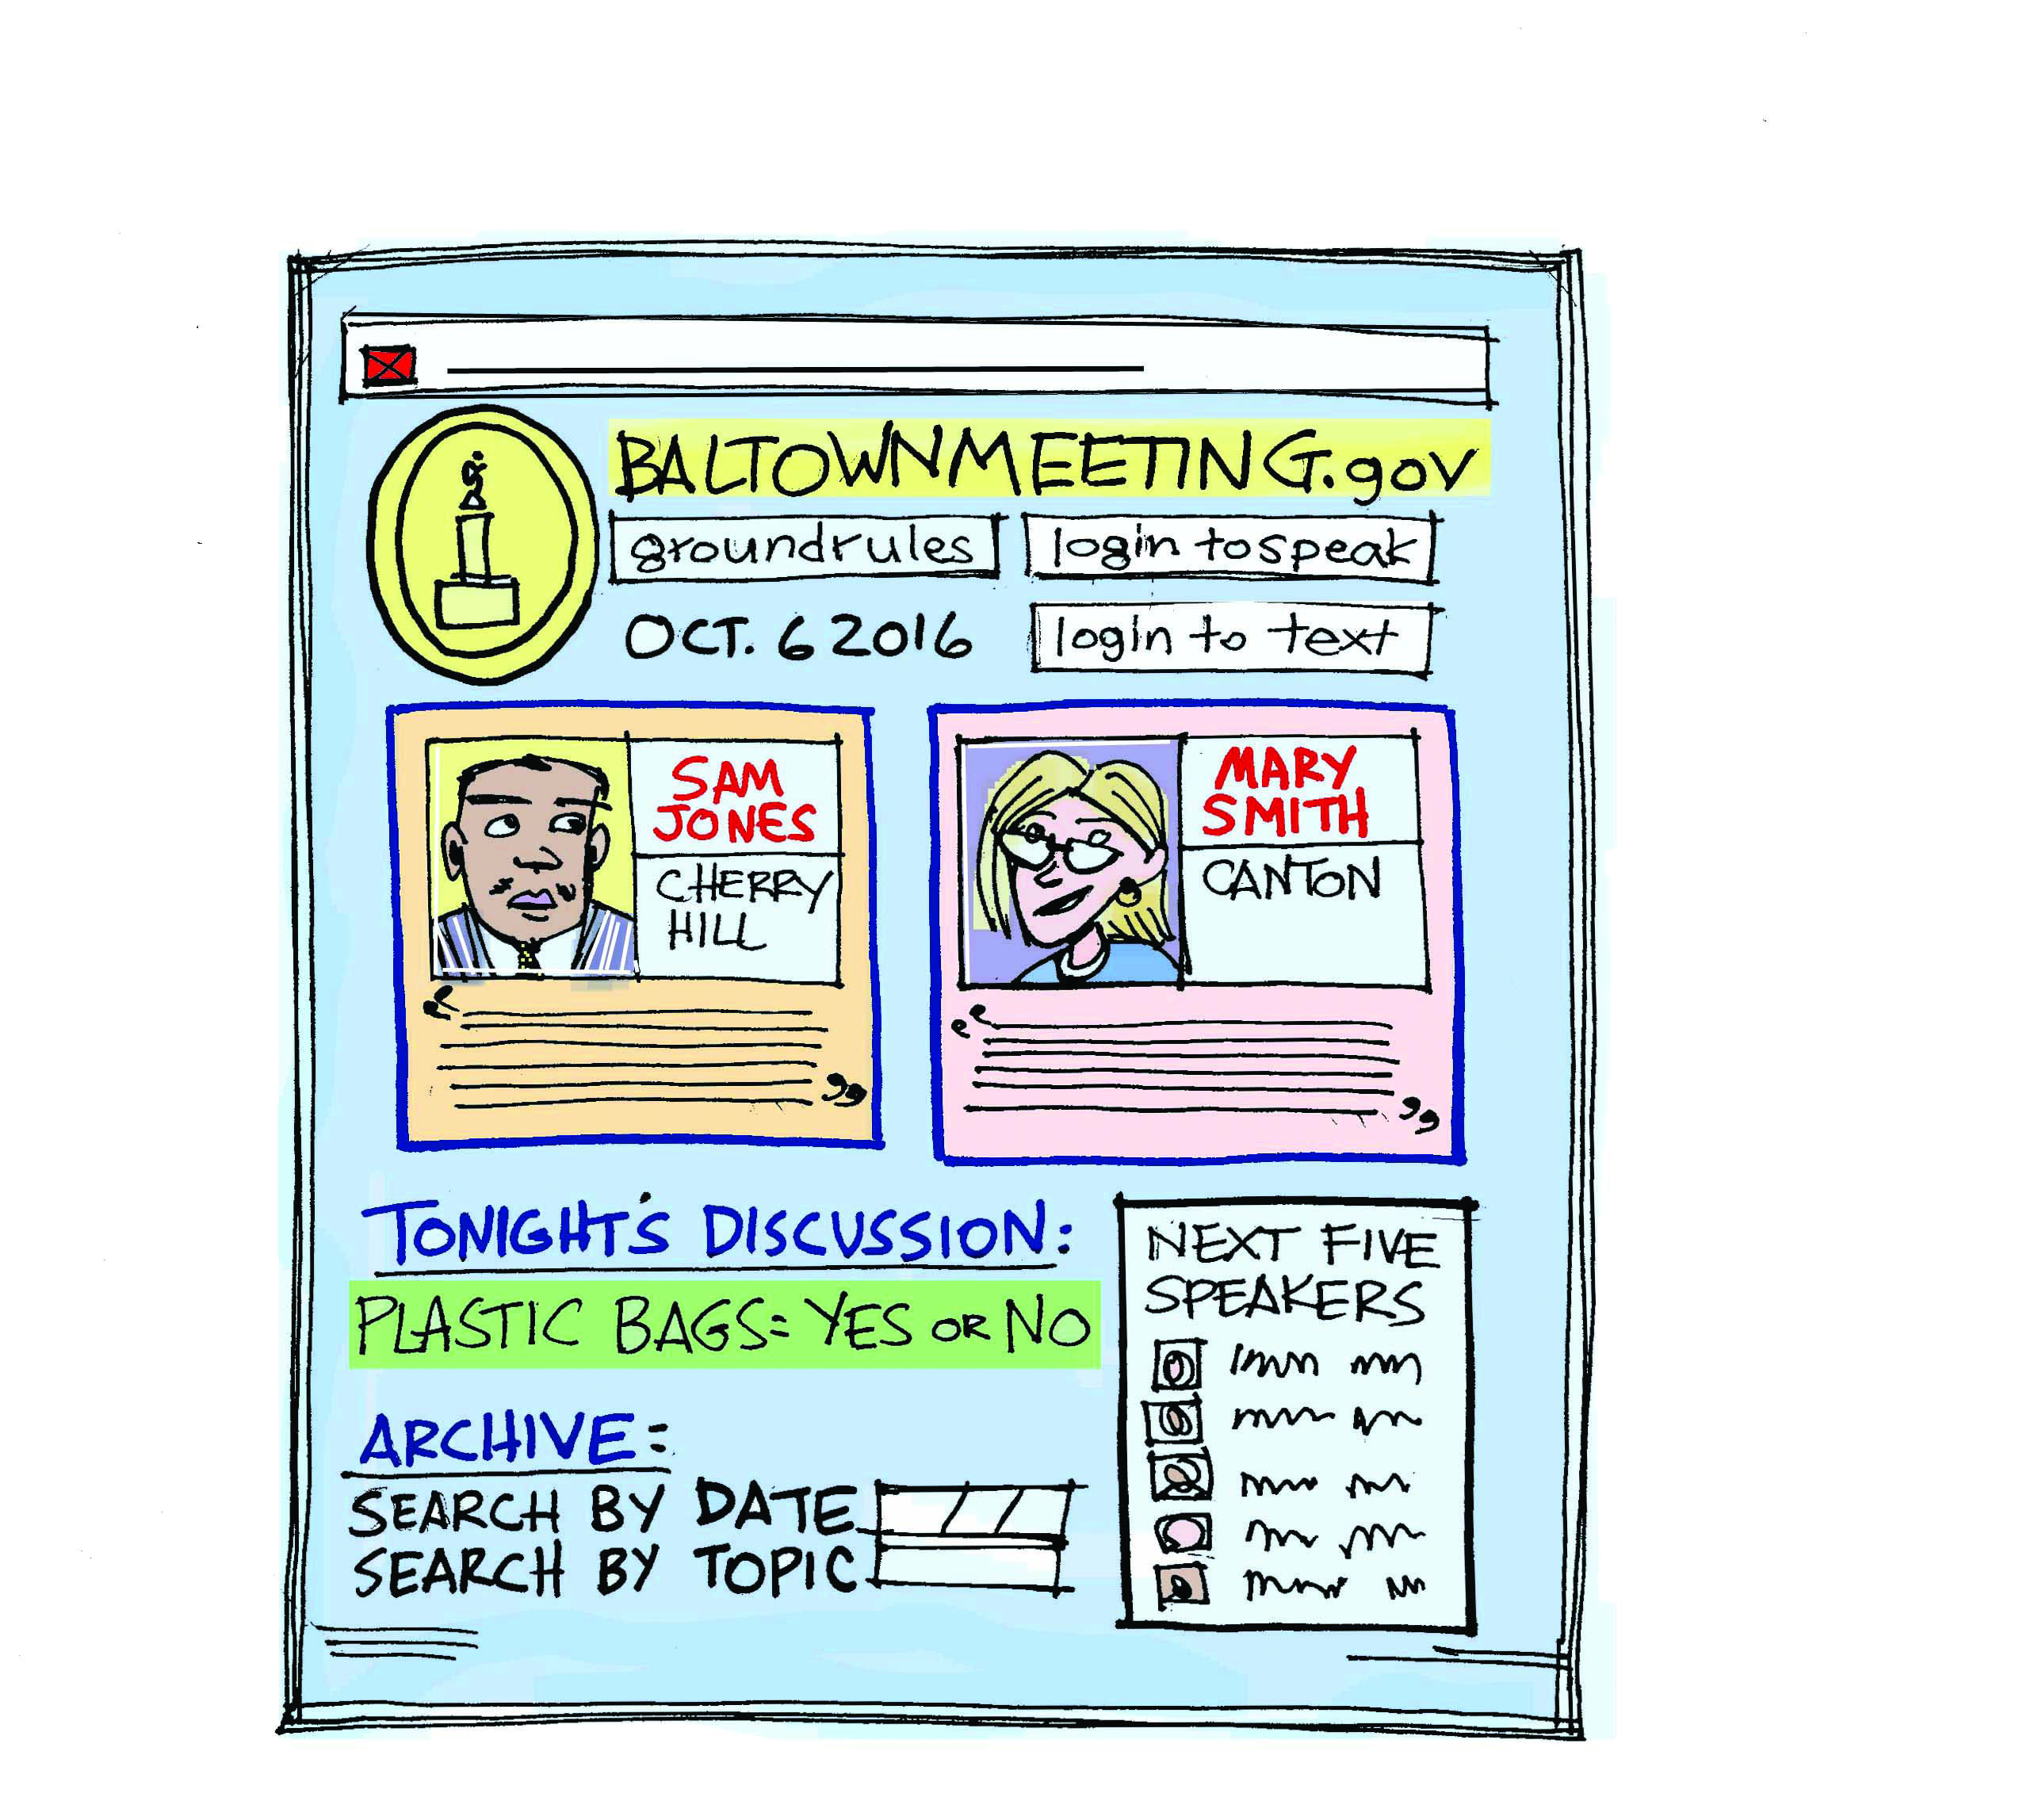 BALTOWNMEETING.gov
groundrules
login to speak
OCT. 6 2016
login to text
SAM
JONES
CHERRY
HILL
MARY
SMITH
CANTON
TONIGHT'S DISCUSSION:
PLASTIC BAGS: YES OR NO
NEXT FIVE
SPEAKERS
ARCHIVE:
SEARCH BY DATE
SEARCH BY TOPIC